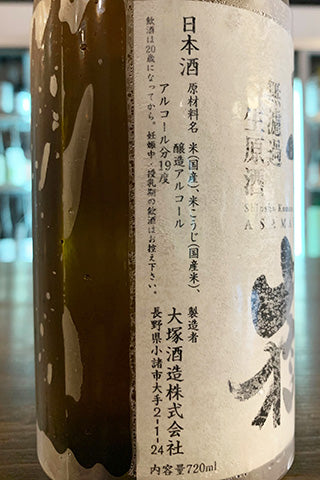 無濾過
生原酒
Shinshu Komoro
ASAMA
日本酒
原材料名 米(国産)、米こうじ(国産米)、
醸造アルコール
アルコール分19度
飲酒は20歳になってから。妊娠中・授乳期の飲酒はお控え下さい。
製造者
大塚酒造株式会社
長野県小諸市大手2-1-24
内容量720ml